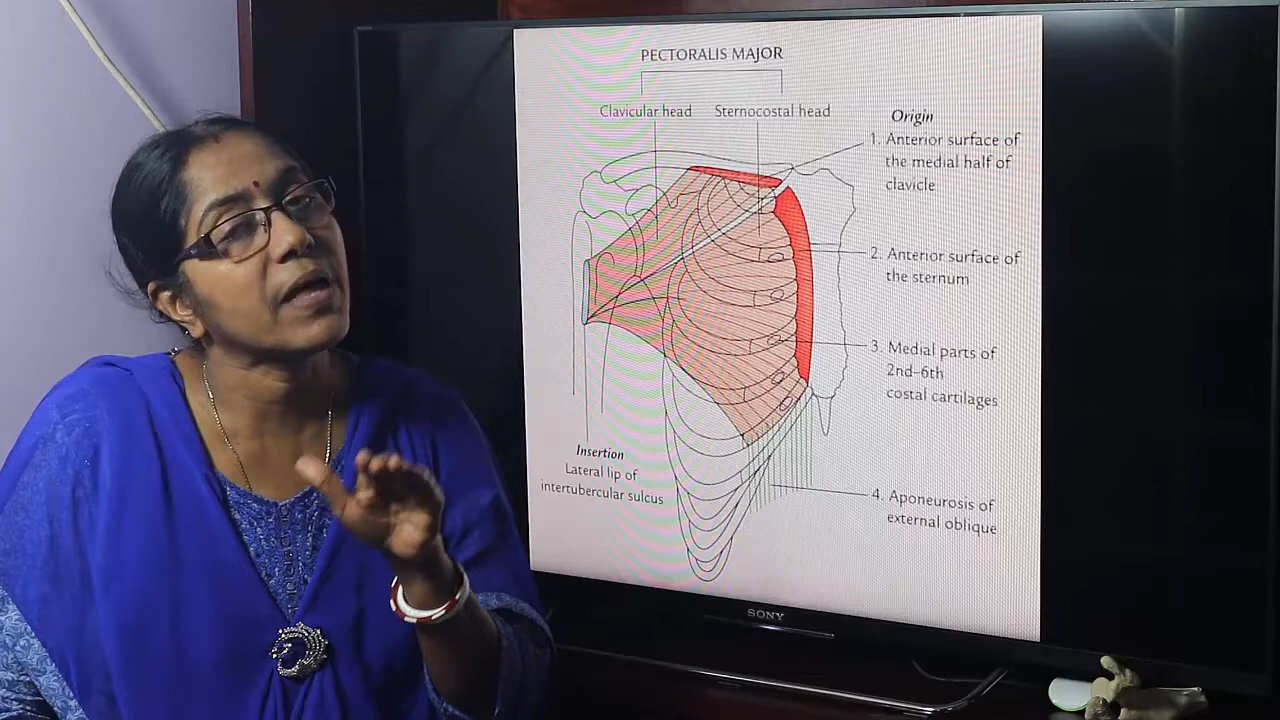 PECTORALIS MAJOR
Clavicular head
Sternocostal head
Origin
1. Anterior surface of
the medial half of
clavicle
2. Anterior surface of
the sternum
3. Medial parts of
2nd-6th
costal cartilages
Insertion
Lateral lip of
intertubercular sulcus
4. Aponeurosis of
external oblique
SONY